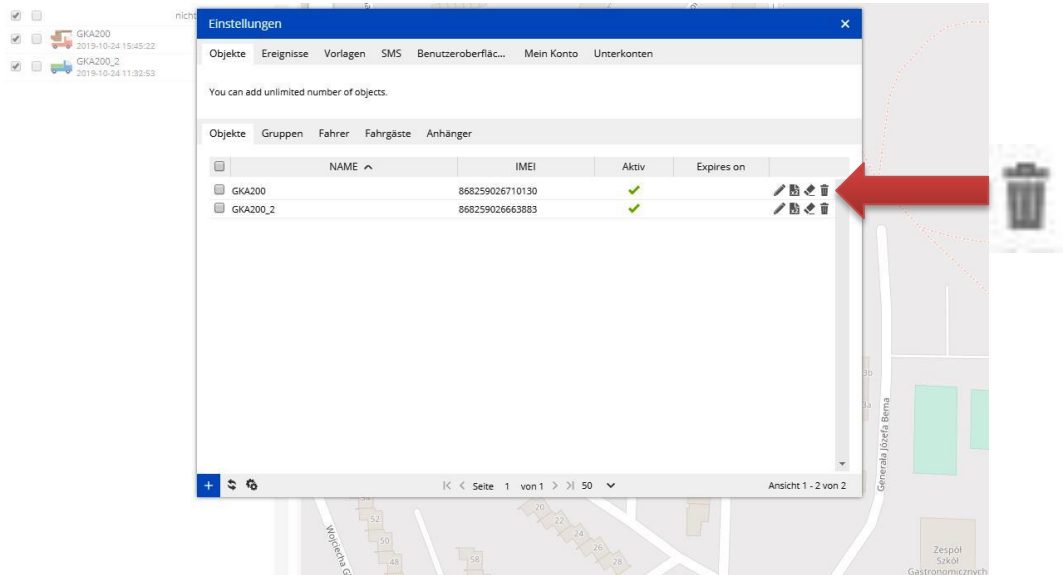 nicht
GKA200
2019-10-24 15:45:22
GKA200_2
2019-10-24 11:32:53
Einstellungen
Objekte Ereignisse Vorlagen SMS Benutzeroberfläc... Mein Konto Unterkonten
You can add unlimited number of objects.
Objekte Gruppen Fahrer Fahrgäste Anhänger
NAME IMEI Aktiv Expires on
GKA200 868259026710130
GKA200_2 868259026663883
Seite 1 von 1 50 Ansicht 1 - 2 von 2
3b
3a
Generała Józefa Berna
54
52
50
48
58
20
22
24
26
28
Wojciecha G
Zespół
Szkół
Gastronomicznych